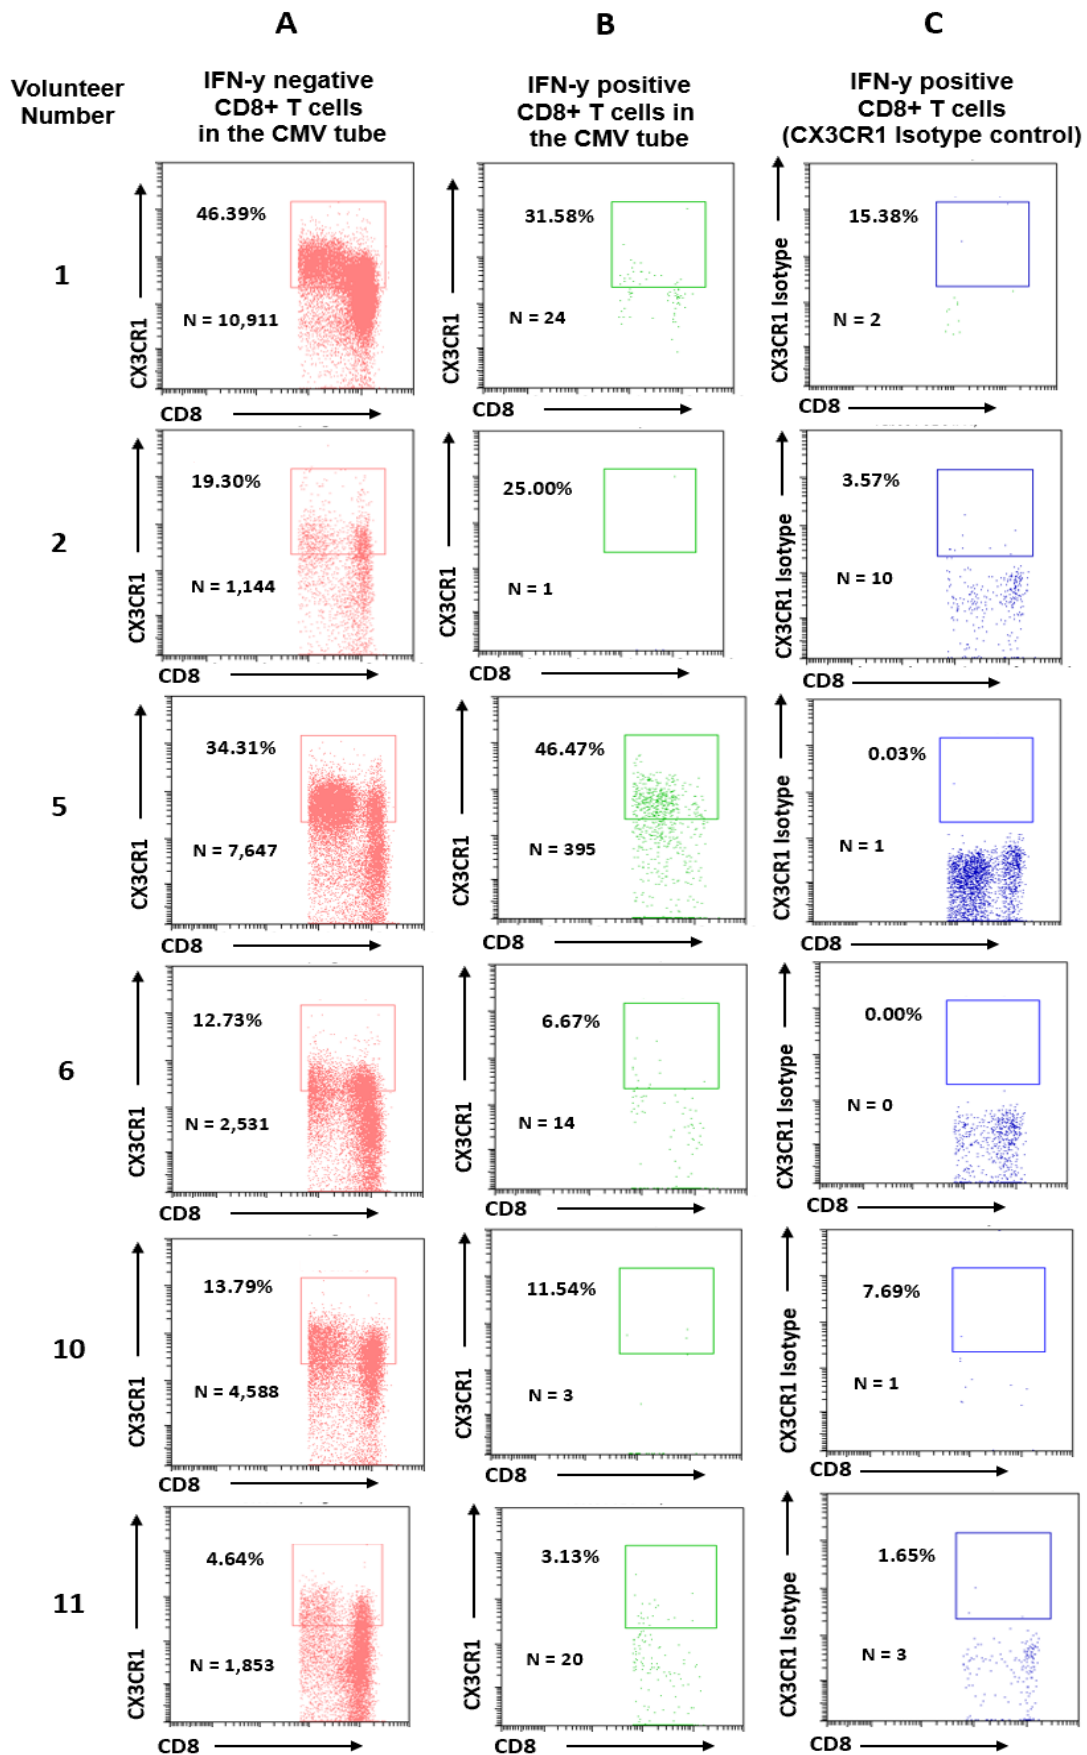 A
B
C
Volunteer
Number
IFN-y negative
CD8+ T cells
in the CMV tube
IFN-y positive
CD8+ T cells in
the CMV tube
IFN-y positive
CD8+ T cells
(CX3CR1 Isotype control)
1
CX3CR1
46.39%
N = 10,911
CD8
CX3CR1
31.58%
N = 24
CD8
CX3CR1 Isotype
15.38%
N = 2
CD8
2
CX3CR1
19.30%
N = 1,144
CD8
CX3CR1
25.00%
N = 1
CD8
CX3CR1 Isotype
3.57%
N = 10
CD8
5
CX3CR1
34.31%
N = 7,647
CD8
CX3CR1
46.47%
N = 395
CD8
CX3CR1 Isotype
0.03%
N = 1
CD8
6
CX3CR1
12.73%
N = 2,531
CD8
CX3CR1
6.67%
N = 14
CD8
CX3CR1 Isotype
0.00%
N = 0
CD8
10
CX3CR1
13.79%
N = 4,588
CD8
CX3CR1
11.54%
N = 3
CD8
CX3CR1 Isotype
7.69%
N = 1
CD8
11
CX3CR1
4.64%
N = 1,853
CD8
CX3CR1
3.13%
N = 20
CD8
CX3CR1 Isotype
1.65%
N = 3
CD8